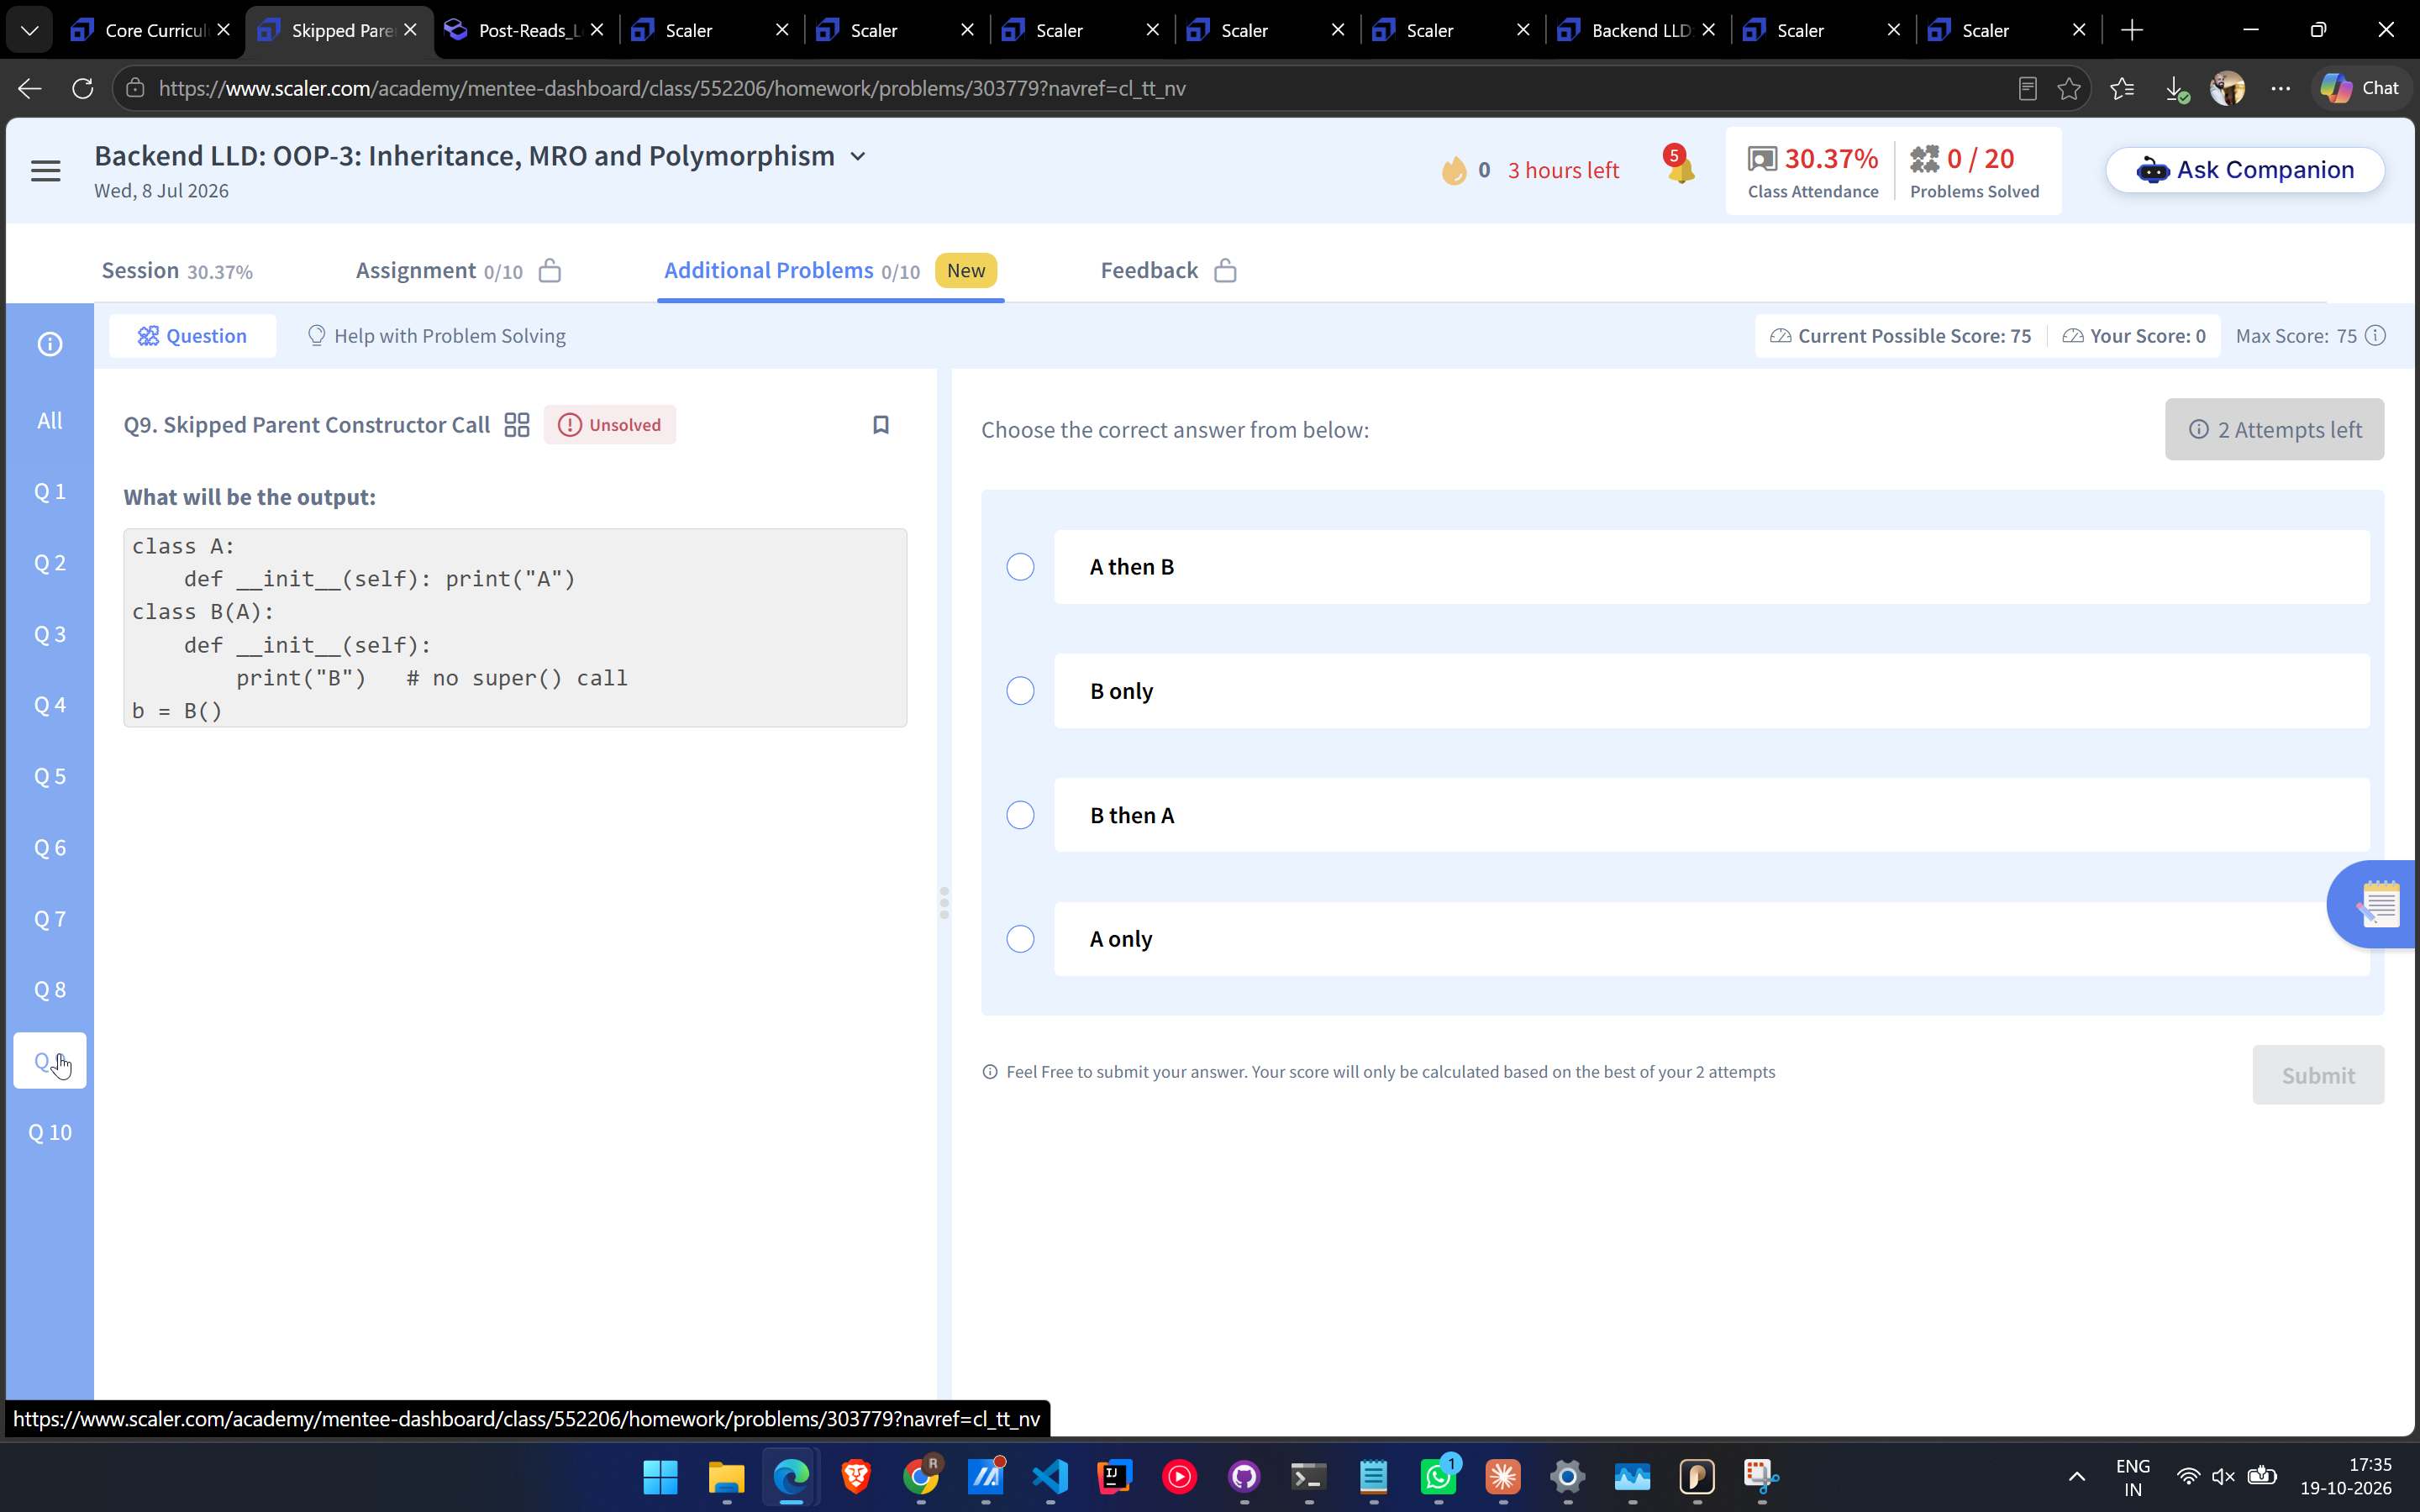 Core Curricul
Skipped Pare
Post-Reads_L
Scaler
Scaler
Scaler
Scaler
Scaler
Backend LLD:
Scaler
Scaler
https://www.scaler.com/academy/mentee-dashboard/class/552206/homework/problems/303779?navref=cl_tt_nv
Chat
Backend LLD: OOP-3: Inheritance, MRO and Polymorphism
Wed, 8 Jul 2026
0 3 hours left
5
30.37%
Class Attendance
0 / 20
Problems Solved
Ask Companion
Session 30.37%
Assignment 0/10
Additional Problems 0/10 New
Feedback
Question
Help with Problem Solving
Current Possible Score: 75
Your Score: 0
Max Score: 75
All
Q 1
Q 2
Q 3
Q 4
Q 5
Q 6
Q 7
Q 8
Q 10
Q9. Skipped Parent Constructor Call
Unsolved
What will be the output:
class A:
    def __init__(self): print("A")
class B(A):
    def __init__(self):
        print("B")   # no super() call
b = B()
Choose the correct answer from below:
2 Attempts left
A then B
B only
B then A
A only
Feel Free to submit your answer. Your score will only be calculated based on the best of your 2 attempts
Submit
https://www.scaler.com/academy/mentee-dashboard/class/552206/homework/problems/303779?navref=cl_tt_nv
R
IJ
1
ENG
IN
17:35
19-10-2026